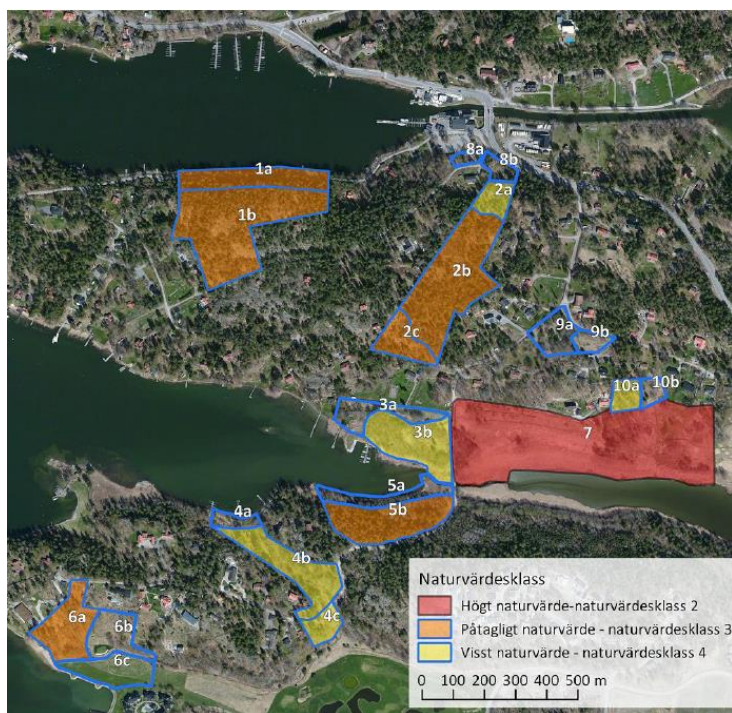 8a
8b
1a
2a
1b
2b
9a
9b
2c
10a
10b
3a
3b
7
5a
5b
4a
4b
4c
6a
6b
6c
Naturvärdesklass
Högt naturvärde-naturvärdesklass 2
Påtagligt naturvärde - naturvärdesklass 3
Visst naturvärde - naturvärdesklass 4
0 100 200 300 400 500 m